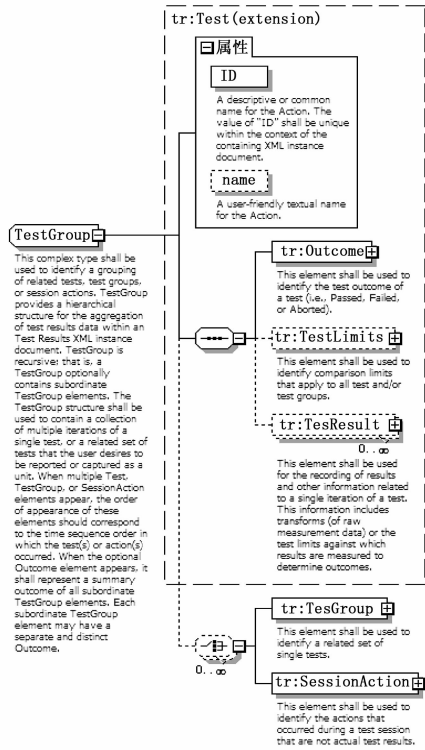 tr:Test(extension)
属性
ID
A descriptive or common
name for the Action. The
value of "ID" shall be unique
within the context of the
containing XML instance
document.
name
A user-friendly textual name
for the Action.
TestGroup
This complex type shall be
used to identify a grouping
of related tests, test groups,
or session actions. TestGroup
provides a hierarchical
structure for the aggregation
of test results data within an
Test Results XML instance
document. TestGroup is
recursive; that is, a
TestGroup optionally
contains subordinate
TestGroup elements. The
TestGroup structure shall be
used to contain a collection
of multiple iterations of a
single test, or a related set of
tests that the user desires to
be reported or captured as a
unit. When multiple Test,
TestGroup, or SessionAction
elements appear, the order
of appearance of these
elements should correspond
to the time sequence order in
which the test(s) or action(s)
occurred. When the optional
Outcome element appears, it
shall represent a summary
outcome of all subordinate
TestGroup elements. Each
subordinate TestGroup
element may have a
separate and distinct
Outcome.
tr:Outcome
This element shall be used to
identify the test outcome of
a test (i.e., Passed, Failed,
or Aborted).
tr:TestLimits
This element shall be used to
identify comparison limits
that apply to all test and/or
test groups.
tr:TesResult
0..∞
This element shall be used
for the recording of results
and other information related
to a single iteration of a test.
This information includes
transforms (of raw
measurement data) or the
test limits against which
results are measured to
determine outcomes.
0..∞
tr:TesGroup
This element shall be used to
identify a related set of
single tests.
tr:SessionAction
This element shall be used to
identify the actions that
occurred during a test session
that are not actual test results.